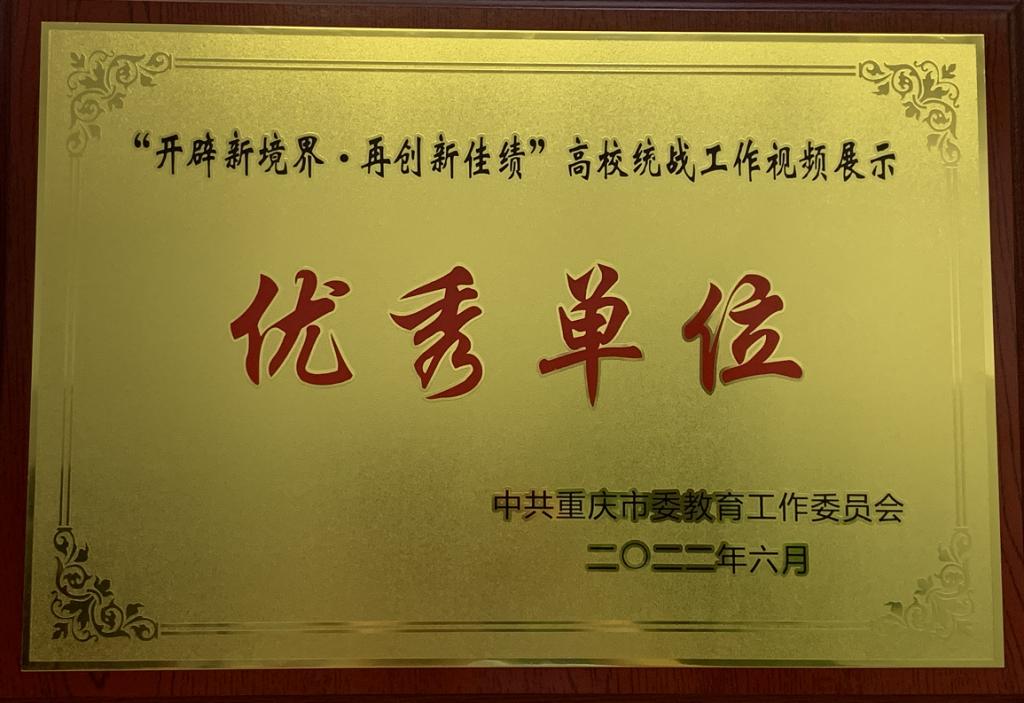 “开辟新境界·再创新佳绩”高校统战工作视频展示
优秀单位
中共重庆市委教育工作委员会
二〇二二年六月